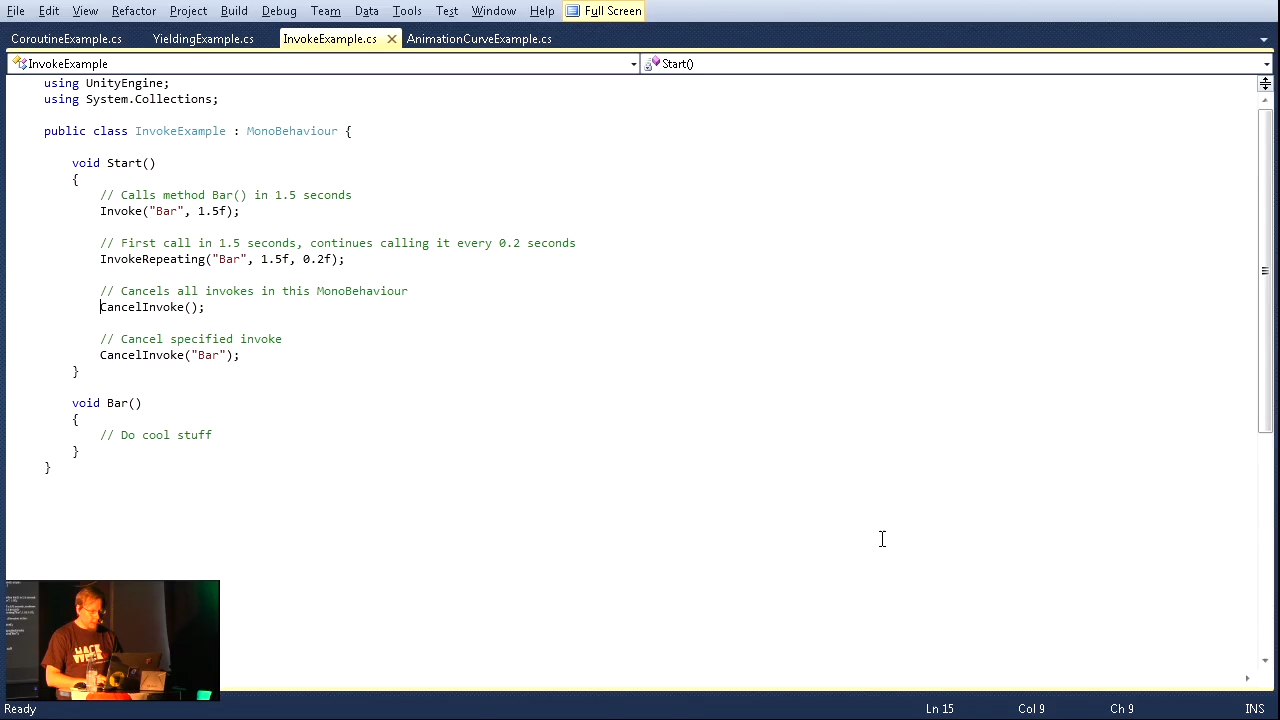 File Edit View Refactor Project Build Debug Team Data Tools Test Window Help Full Screen
CoroutineExample.cs YieldingExample.cs InvokeExample.cs AnimationCurveExample.cs
InvokeExample Start()
using UnityEngine;
using System.Collections;
public class InvokeExample : MonoBehaviour {
void Start()
{
// Calls method Bar() in 1.5 seconds
Invoke("Bar", 1.5f);
// First call in 1.5 seconds, continues calling it every 0.2 seconds
InvokeRepeating("Bar", 1.5f, 0.2f);
// Cancels all invokes in this MonoBehaviour
CancelInvoke();
// Cancel specified invoke
CancelInvoke("Bar");
}
void Bar()
{
// Do cool stuff
}
}
Ready Ln 15 Col 9 Ch 9 INS